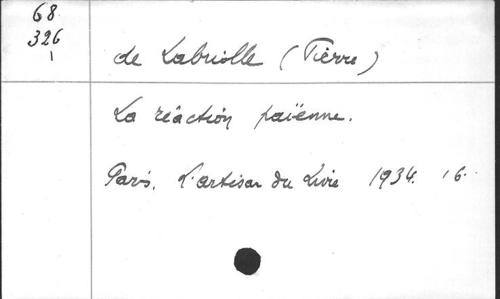 68
326
1
de Labriolle (Pierre)
La réaction païenne.
Paris. L'artisan du Livre 1934. 16.